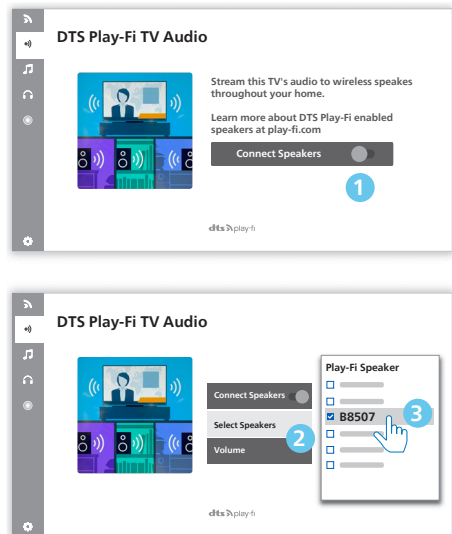 DTS Play-Fi TV Audio
Stream this TV's audio to wireless speakes
throughout your home.
Learn more about DTS Play-Fi enabled
speakers at play-fi.com
Connect Speakers
1
dts play-fi
DTS Play-Fi TV Audio
Connect Speakers
Select Speakers
2
Volume
Play-Fi Speaker
B8507
3
dts play-fi